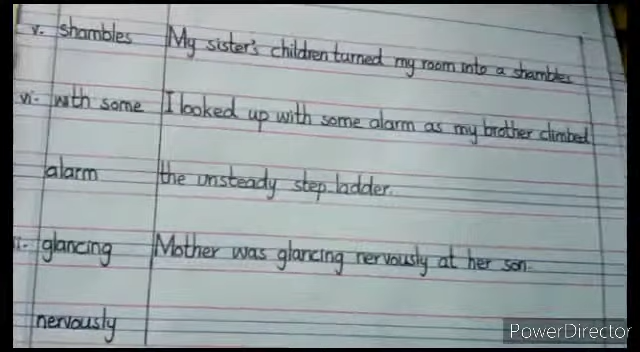 v. shambles My sister's children turned my room into a shambles
vi. with some I looked up with some alarm as my brother climbed
alarm the unsteady step-ladder.
glancing Mother was glancing nervously at her son.
nervously
PowerDirector